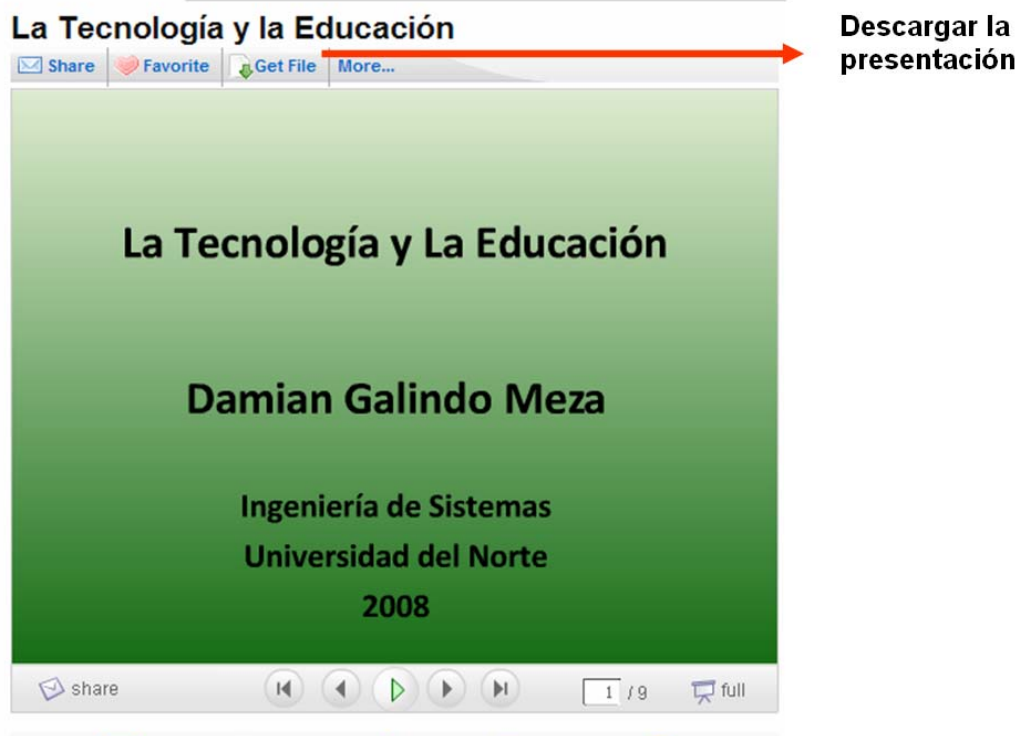 La Tecnología y la Educación
Descargar la
presentación
Share Favorite Get File More...
La Tecnología y La Educación
Damian Galindo Meza
Ingeniería de Sistemas
Universidad del Norte
2008
share 1 / 9 full